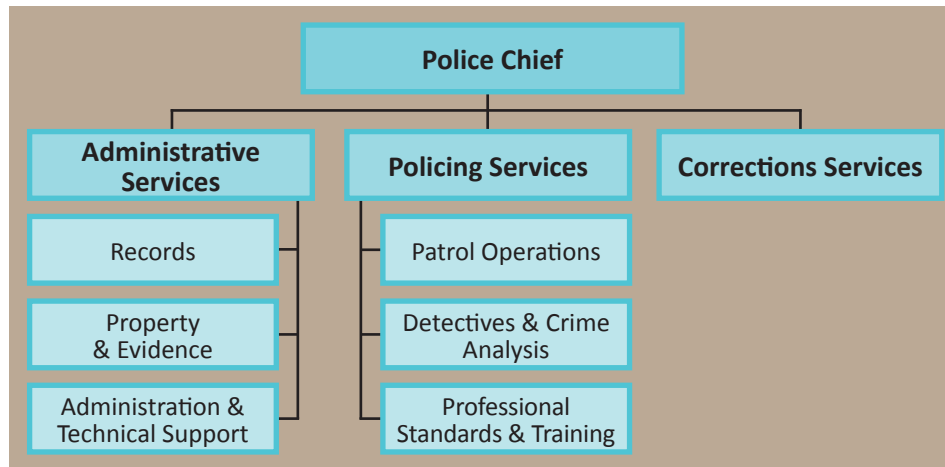 Police Chief
Administrative
Services
Policing Services
Corrections Services
Records
Patrol Operations
Property
& Evidence
Detectives & Crime
Analysis
Administration &
Technical Support
Professional
Standards & Training